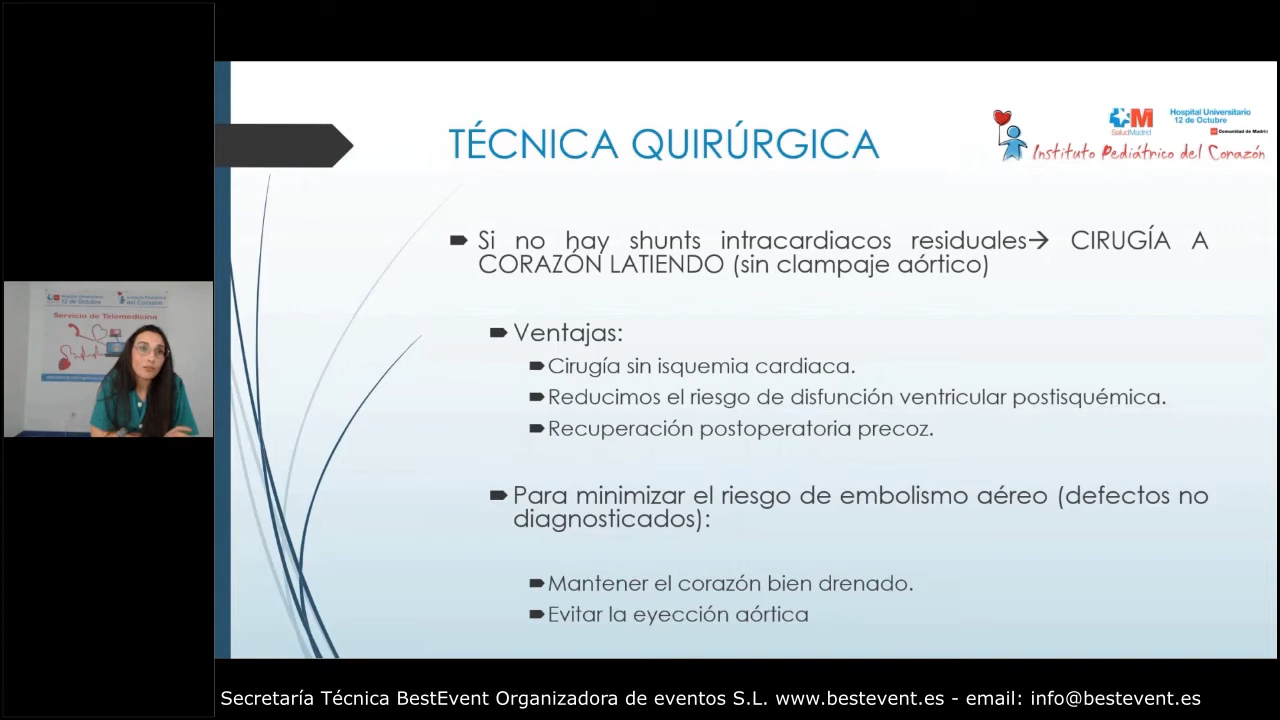 TÉCNICA QUIRÚRGICA
SaludMadrid
Hospital Universitario
12 de Octubre
Comunidad de Madrid
Instituto Pediátrico del Corazón
Si no hay shunts intracardiacos residuales→ CIRUGÍA A
CORAZÓN LATIENDO (sin clampaje aórtico)
Ventajas:
Cirugía sin isquemia cardiaca.
Reducimos el riesgo de disfunción ventricular postisquémica.
Recuperación postoperatoria precoz.
Para minimizar el riesgo de embolismo aéreo (defectos no
diagnosticados):
Mantener el corazón bien drenado.
Evitar la eyección aórtica
Hospital Universitario
12 de Octubre
Instituto Pediátrico
del Corazón
Servicio de Telemedicina
Secretaría Técnica BestEvent Organizadora de eventos S.L. www.bestevent.es - email: info@bestevent.es